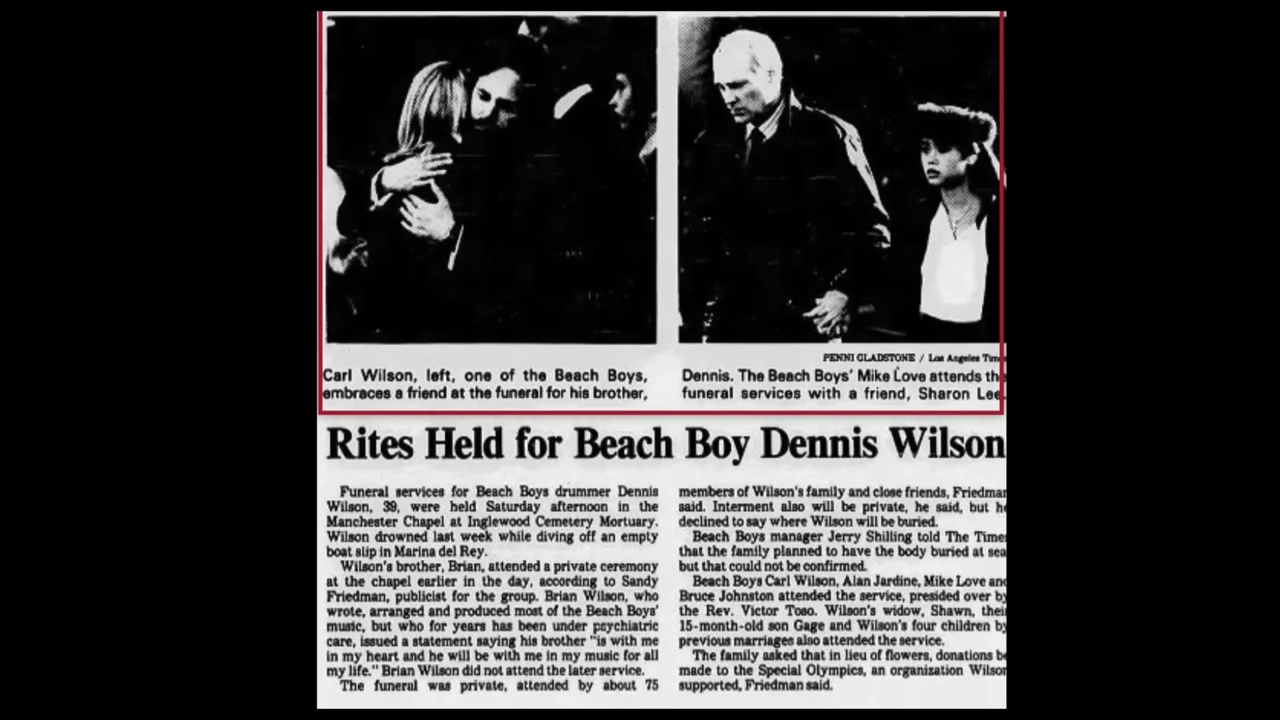 PENNI GLADSTONE / Los Angeles
Carl Wilson, left, one of the Beach Boys,
embraces a friend at the funeral for his brother,
Dennis. The Beach Boys' Mike Love attends the
funeral services with a friend, Sharon Lee.
Rites Held for Beach Boy Dennis Wilson
Funeral services for Beach Boys drummer Dennis
Wilson, 39, were held Saturday afternoon in the
Manchester Chapel at Inglewood Cemetery Mortuary.
Wilson drowned last week while diving off an empty
boat slip in Marina del Rey.
Wilson's brother, Brian, attended a private ceremony
at the chapel earlier in the day, according to Sandy
Friedman, publicist for the group. Brian Wilson, who
wrote, arranged and produced most of the Beach Boys'
music, but who for years has been under psychiatric
care, issued a statement saying his brother "is with me
in my heart and he will be with me in my music for all
my life." Brian Wilson did not attend the later service.
The funeral was private, attended by about 75
members of Wilson's family and close friends, Friedman
said. Interment also will be private, he said, but he
declined to say where Wilson will be buried.
Beach Boys manager Jerry Shilling told The Times
that the family planned to have the body buried at sea
but that could not be confirmed.
Beach Boys Carl Wilson, Alan Jardine, Mike Love and
Bruce Johnston attended the service, presided over by
the Rev. Victor Toso. Wilson's widow, Shawn, their
15-month-old son Gage and Wilson's four children by
previous marriages also attended the service.
The family asked that in lieu of flowers, donations be
made to the Special Olympics, an organization Wilson
supported, Friedman said.